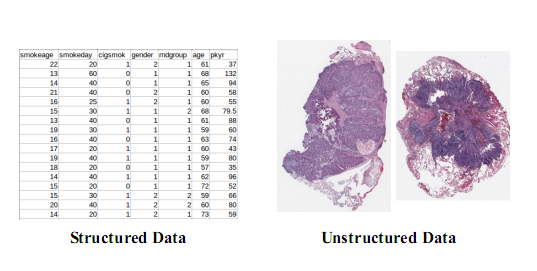 smokeage smokeday cigsmok gender rndgroup age pkyr
22 20 1 2 1 61 37
13 60 0 1 1 68 132
14 40 0 1 1 65 94
21 40 0 2 1 60 58
16 25 1 2 1 60 55
15 30 1 1 2 68 79.5
13 40 0 1 1 61 88
19 30 1 1 1 59 60
16 40 0 1 1 63 74
17 20 1 1 1 60 43
19 40 1 1 1 59 80
18 20 0 1 1 57 35
14 40 1 1 1 62 96
15 20 0 1 1 72 52
15 30 1 2 2 59 66
20 40 1 2 2 60 80
14 20 1 2 1 73 59
Structured Data Unstructured Data